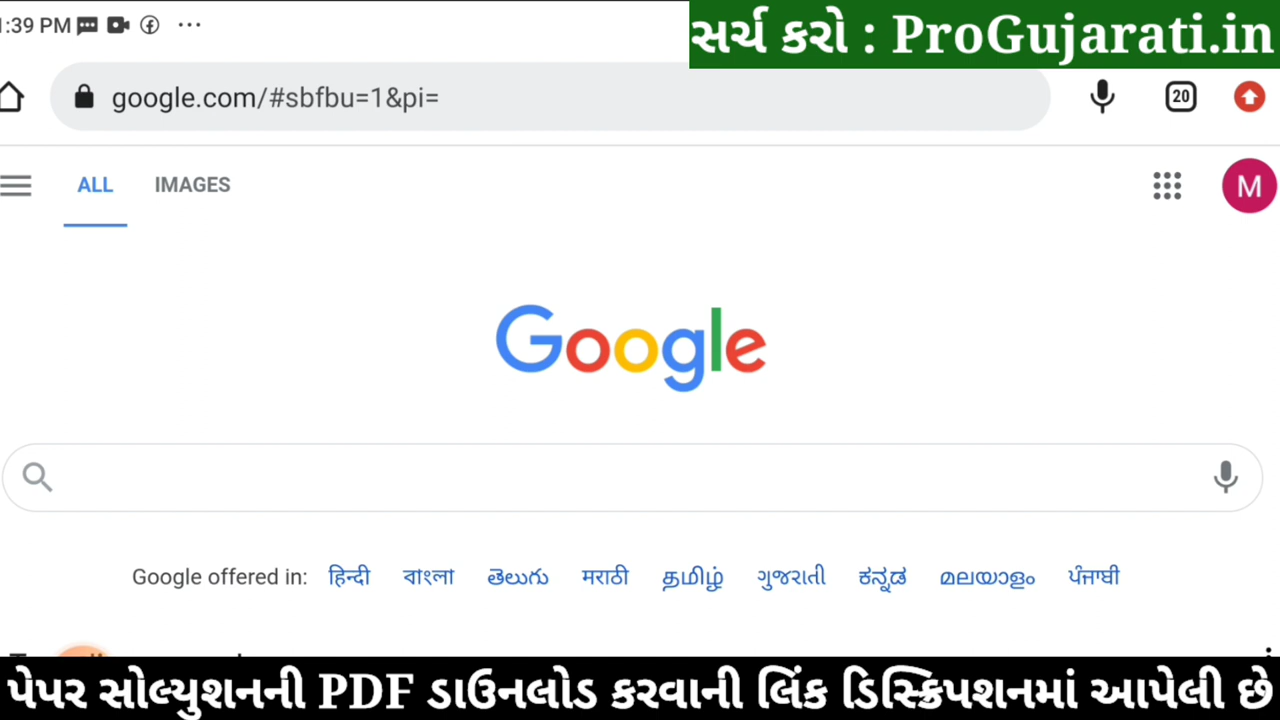 1:39 PM
સર્ચ કરો : ProGujarati.in
google.com/#sbfbu=1&pi=
20
ALL IMAGES
M
Google
Google offered in: हिन्दी বাংলা తెలుగు मराठी தமிழ் ગુજરાતી ಕನ್ನಡ മലയാളം ਪੰਜਾਬੀ
પેપર સોલ્યુશનની PDF ડાઉનલોડ કરવાની લિંક ડિસ્ક્રિપશનમાં આપેલી છે